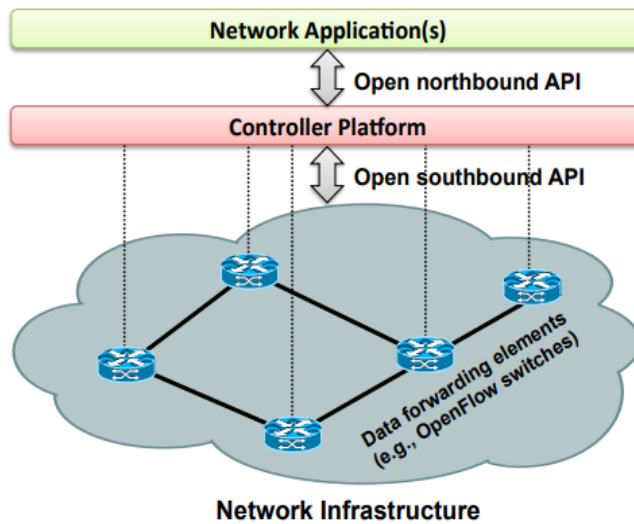 Network Application(s)
Open northbound API
Controller Platform
Open southbound API
Data forwarding elements
(e.g., OpenFlow switches)
Network Infrastructure